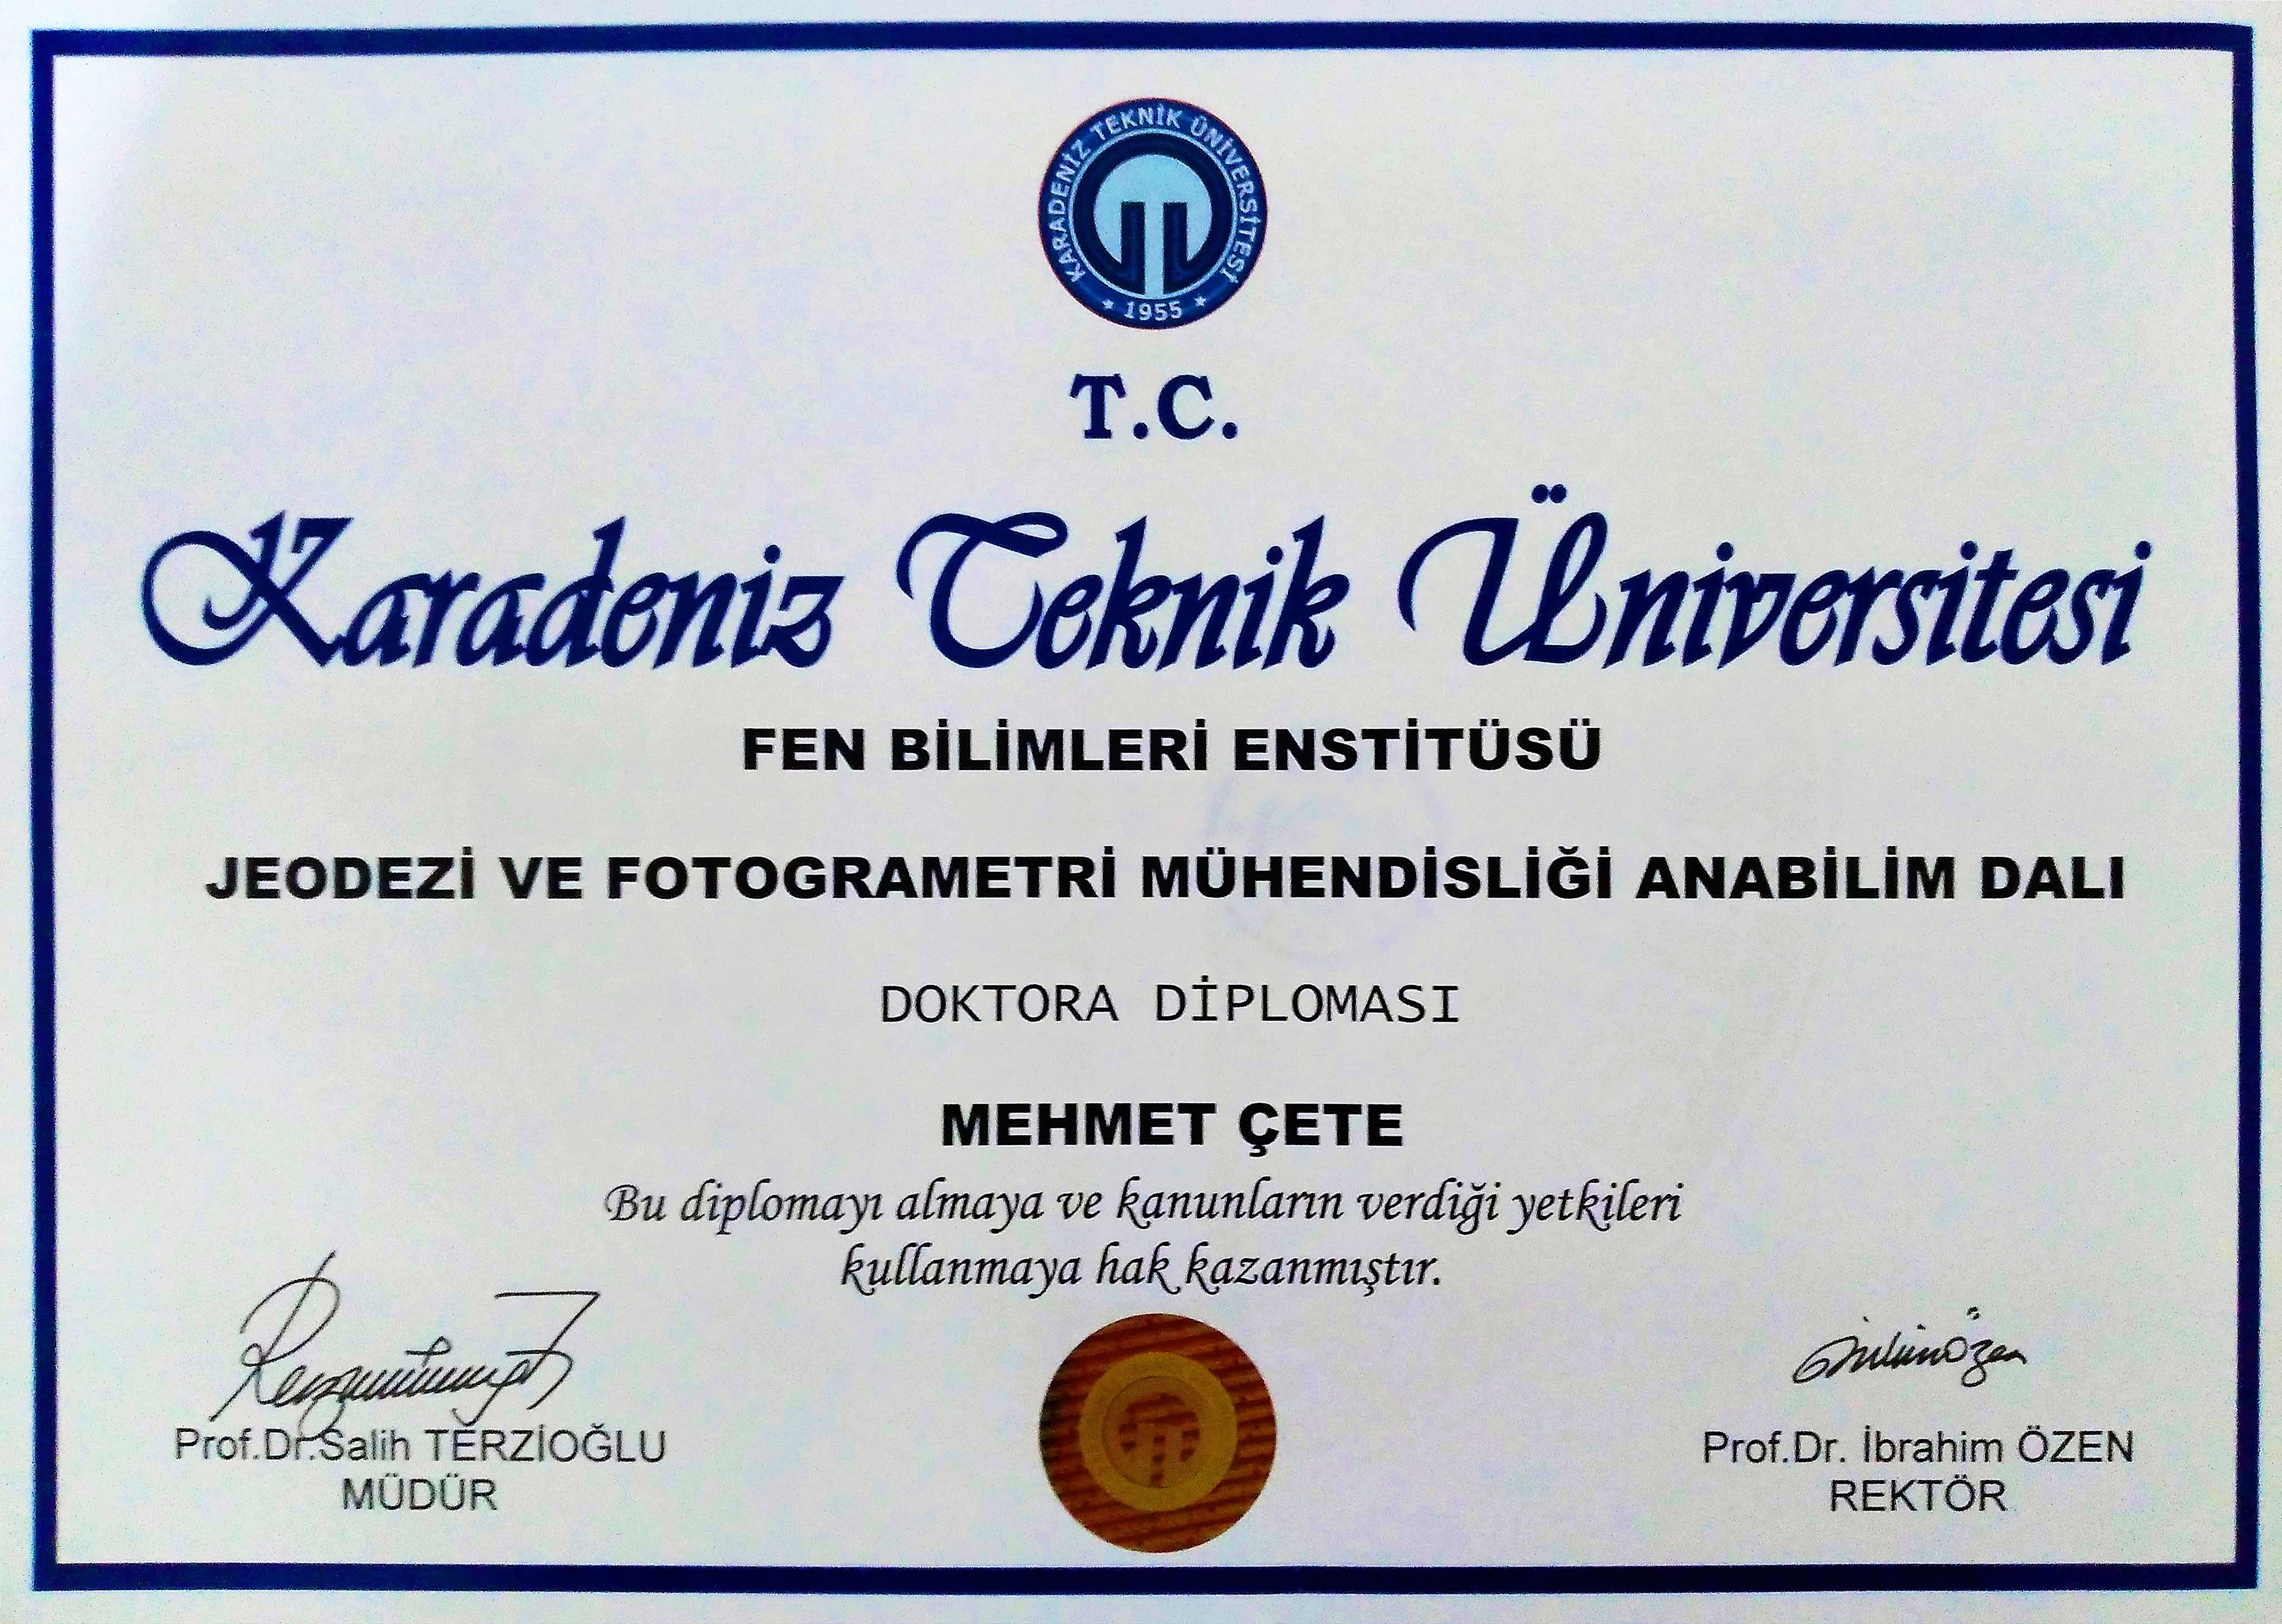 KARADENİZ TEKNİK ÜNİVERSİTESİ
1955
T.C.
Karadeniz Teknik Üniversitesi
FEN BİLİMLERİ ENSTİTÜSÜ
JEODEZİ VE FOTOGRAMETRİ MÜHENDİSLİĞİ ANABİLİM DALI
DOKTORA DİPLOMASI
MEHMET ÇETE
Bu diplomayı almaya ve kanunların verdiği yetkileri
kullanmaya hak kazanmıştır.
Prof.Dr.Salih TERZİOĞLU
MÜDÜR
Prof.Dr. İbrahim ÖZEN
REKTÖR